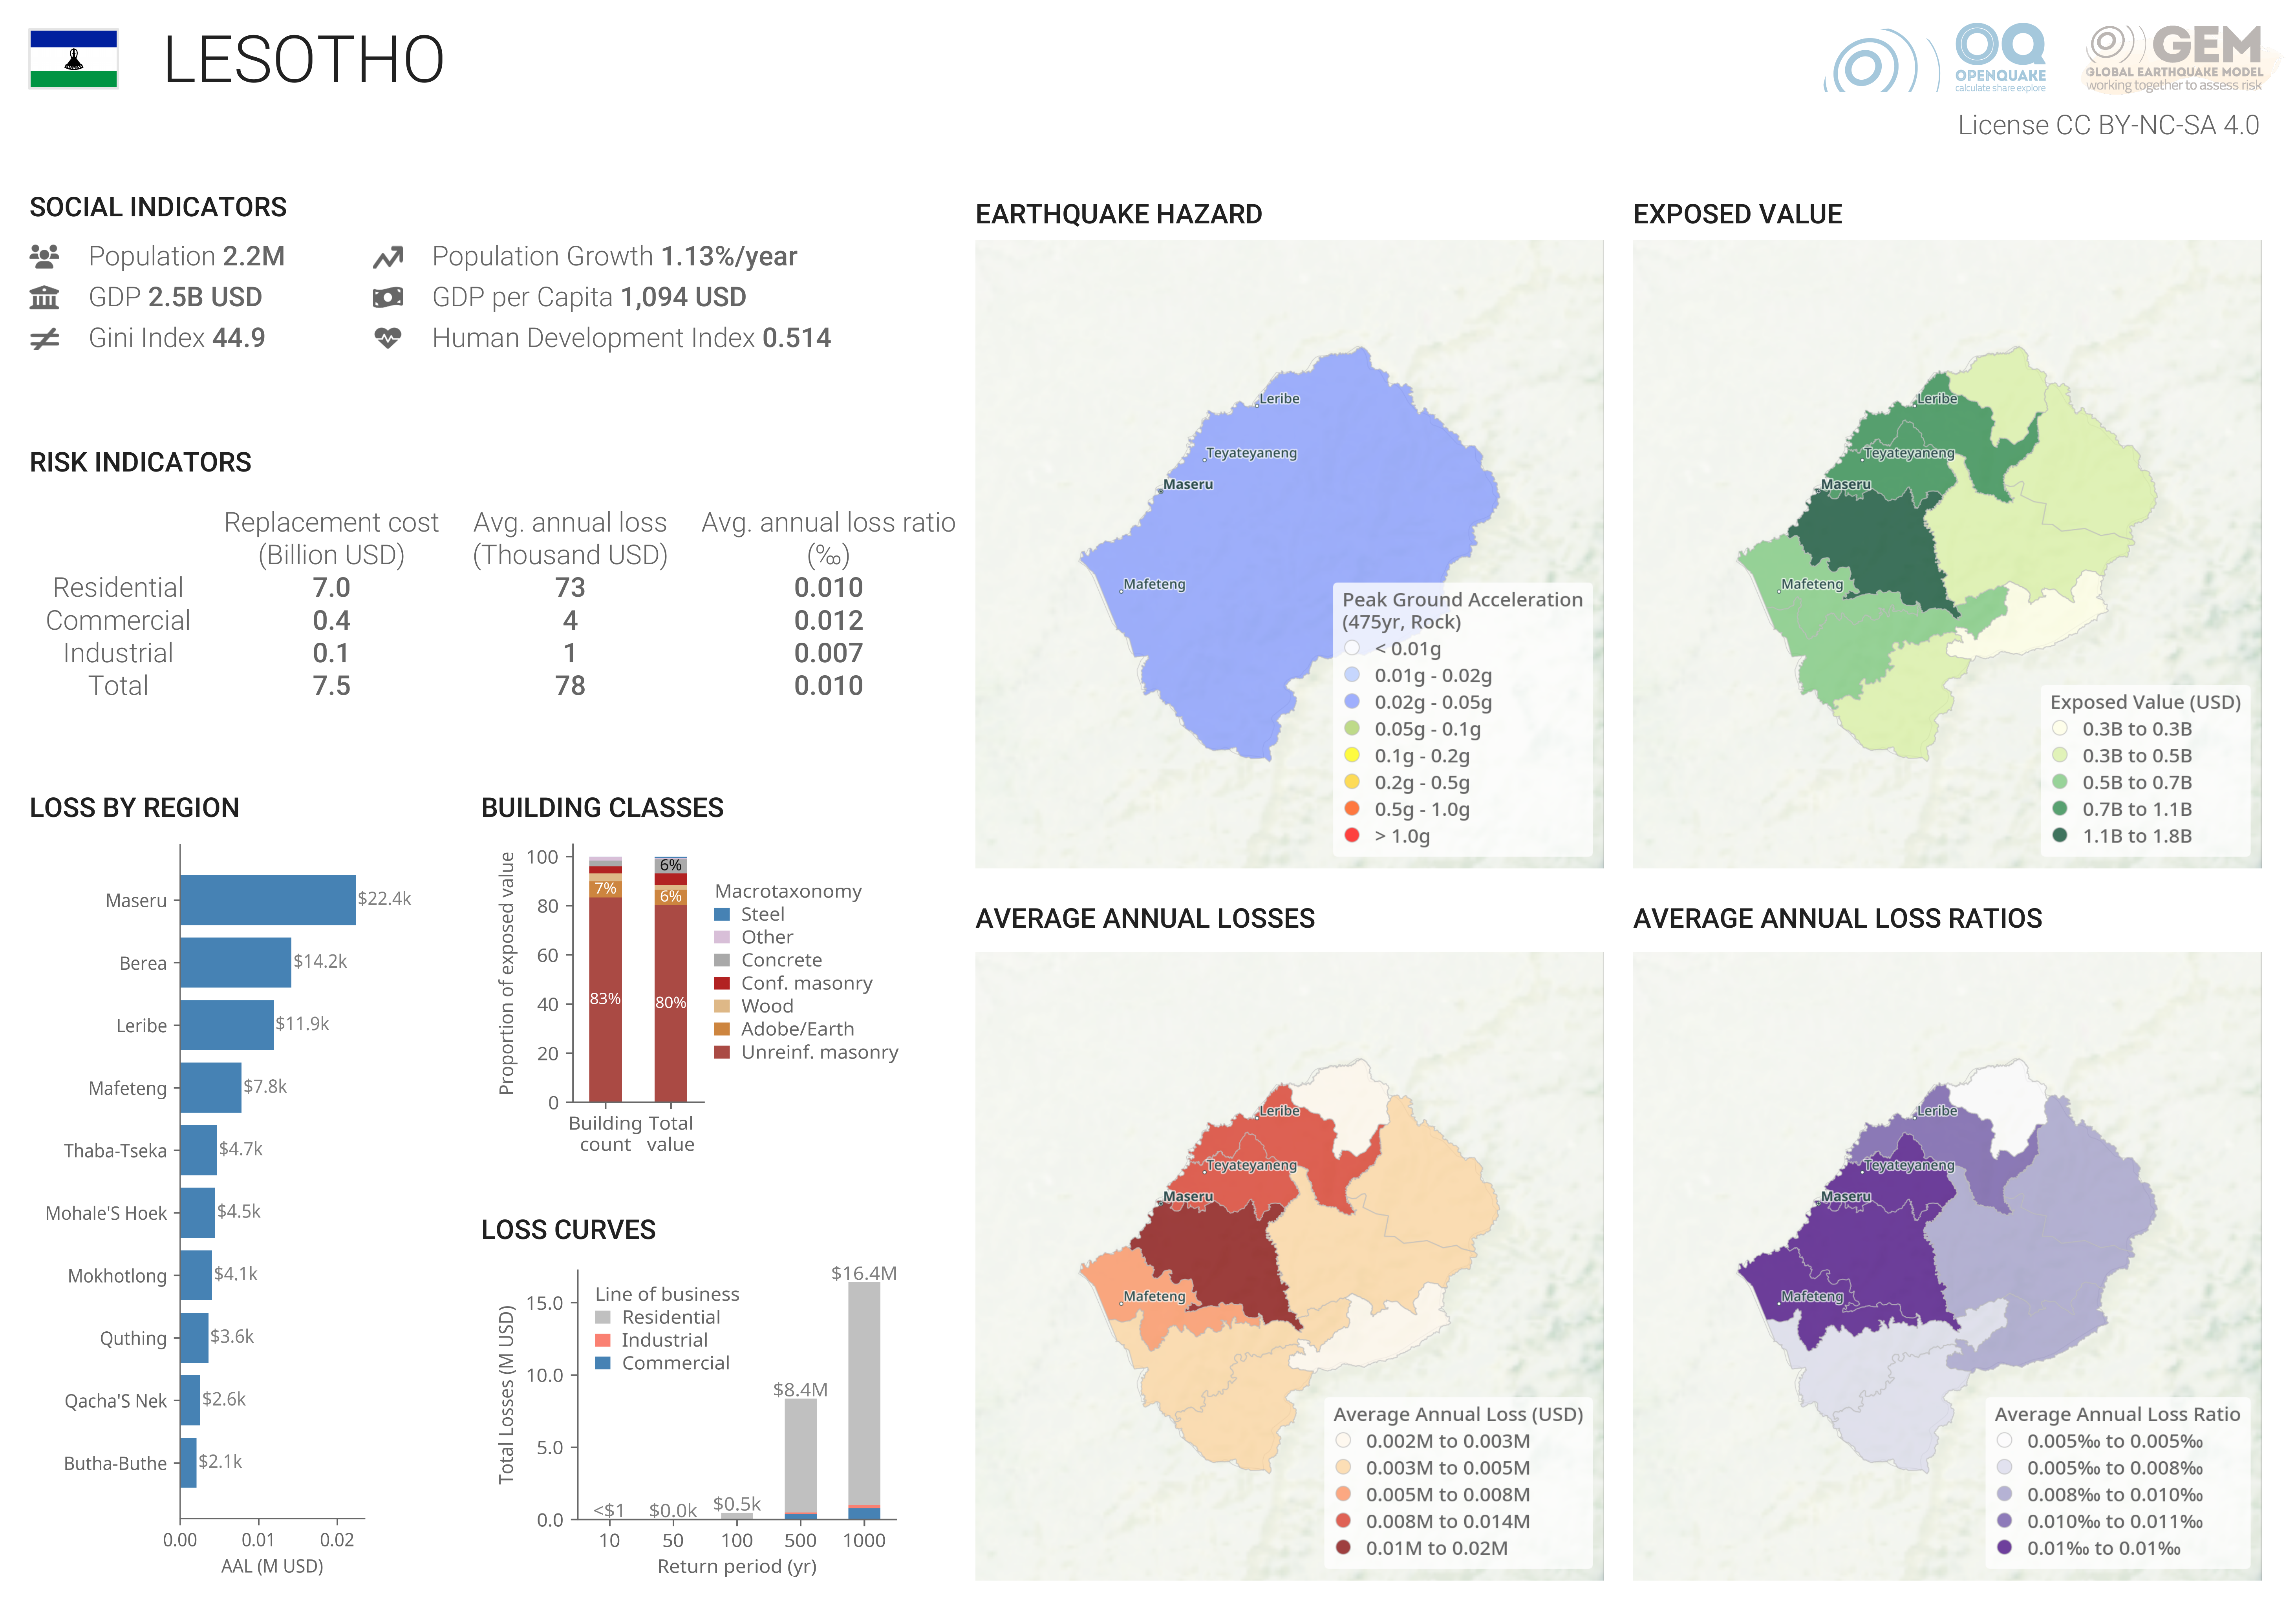 LESOTHO
OQ
OPENQUAKE
calculate share explore
GEM
GLOBAL EARTHQUAKE MODEL
working together to assess risk
License CC BY-NC-SA 4.0
SOCIAL INDICATORS
Population 2.2M
Population Growth 1.13%/year
GDP 2.5B USD
GDP per Capita 1,094 USD
Gini Index 44.9
Human Development Index 0.514
RISK INDICATORS
Replacement cost (Billion USD)
Avg. annual loss (Thousand USD)
Avg. annual loss ratio (‰)
Residential 7.0 73 0.010
Commercial 0.4 4 0.012
Industrial 0.1 1 0.007
Total 7.5 78 0.010
LOSS BY REGION
Maseru $22.4k
Berea $14.2k
Leribe $11.9k
Mafeteng $7.8k
Thaba-Tseka $4.7k
Mohale'S Hoek $4.5k
Mokhotlong $4.1k
Quthing $3.6k
Qacha'S Nek $2.6k
Butha-Buthe $2.1k
0.00 0.01 0.02
AAL (M USD)
BUILDING CLASSES
Proportion of exposed value
100
80
60
40
20
0
7%
83%
6%
6%
80%
Building count
Total value
Macrotaxonomy
Steel
Other
Concrete
Conf. masonry
Wood
Adobe/Earth
Unreinf. masonry
LOSS CURVES
Total Losses (M USD)
15.0
10.0
5.0
0.0
Line of business
Residential
Industrial
Commercial
<$1
$0.0k
$0.5k
$8.4M
$16.4M
10 50 100 500 1000
Return period (yr)
EARTHQUAKE HAZARD
Leribe
Teyateyaneng
Maseru
Mafeteng
Peak Ground Acceleration
(475yr, Rock)
< 0.01g
0.01g - 0.02g
0.02g - 0.05g
0.05g - 0.1g
0.1g - 0.2g
0.2g - 0.5g
0.5g - 1.0g
> 1.0g
EXPOSED VALUE
Leribe
Teyateyaneng
Maseru
Mafeteng
Exposed Value (USD)
0.3B to 0.3B
0.3B to 0.5B
0.5B to 0.7B
0.7B to 1.1B
1.1B to 1.8B
AVERAGE ANNUAL LOSSES
Leribe
Teyateyaneng
Maseru
Mafeteng
Average Annual Loss (USD)
0.002M to 0.003M
0.003M to 0.005M
0.005M to 0.008M
0.008M to 0.014M
0.01M to 0.02M
AVERAGE ANNUAL LOSS RATIOS
Leribe
Teyateyaneng
Maseru
Mafeteng
Average Annual Loss Ratio
0.005‰ to 0.005‰
0.005‰ to 0.008‰
0.008‰ to 0.010‰
0.010‰ to 0.011‰
0.01‰ to 0.01‰